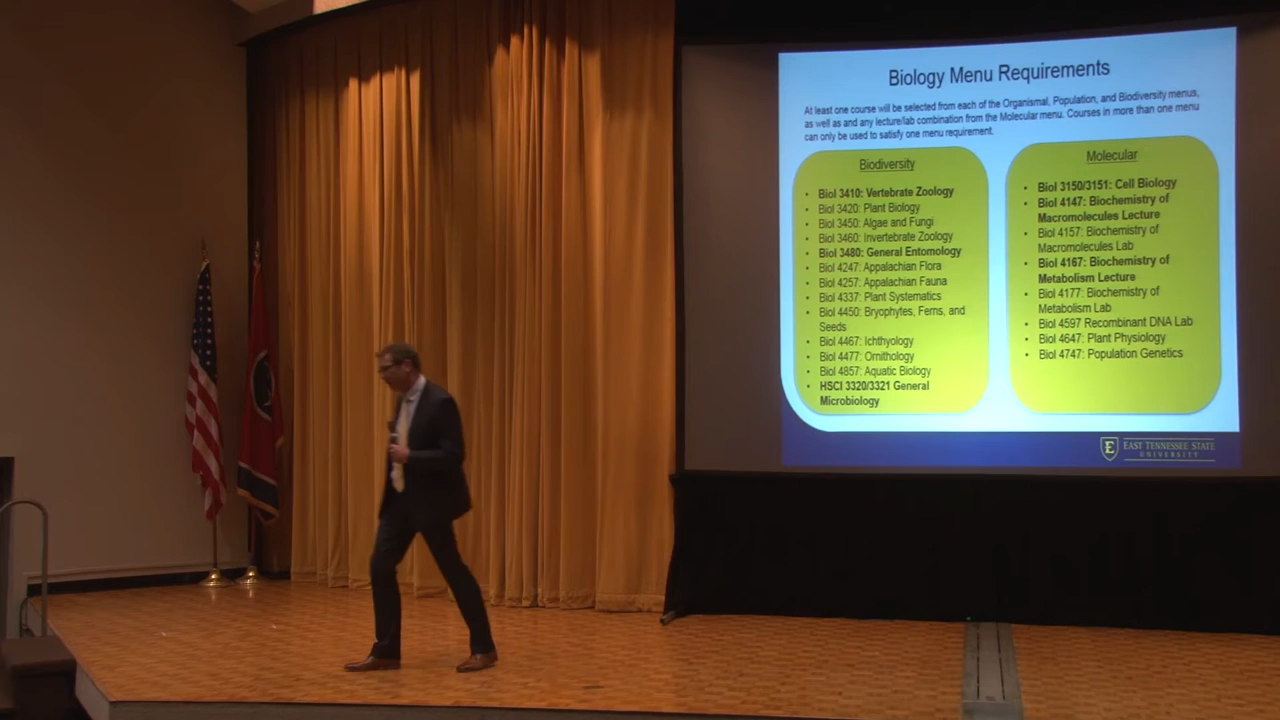 Biology Menu Requirements
At least one course will be selected from each of the Organismal, Population, and Biodiversity menus,
as well as and any lecture/lab combination from the Molecular menu. Courses in more than one menu
can only be used to satisfy one menu requirement.
Biodiversity
• Biol 3410: Vertebrate Zoology
• Biol 3420: Plant Biology
• Biol 3450: Algae and Fungi
• Biol 3460: Invertebrate Zoology
• Biol 3480: General Entomology
• Biol 4247: Appalachian Flora
• Biol 4257: Appalachian Fauna
• Biol 4337: Plant Systematics
• Biol 4450: Bryophytes, Ferns, and
Seeds
• Biol 4467: Ichthyology
• Biol 4477: Ornithology
• Biol 4857: Aquatic Biology
• HSCI 3320/3321 General
Microbiology
Molecular
• Biol 3150/3151: Cell Biology
• Biol 4147: Biochemistry of
Macromolecules Lecture
• Biol 4157: Biochemistry of
Macromolecules Lab
• Biol 4167: Biochemistry of
Metabolism Lecture
• Biol 4177: Biochemistry of
Metabolism Lab
• Biol 4597 Recombinant DNA Lab
• Biol 4647: Plant Physiology
• Biol 4747: Population Genetics
E
EAST TENNESSEE STATE
UNIVERSITY